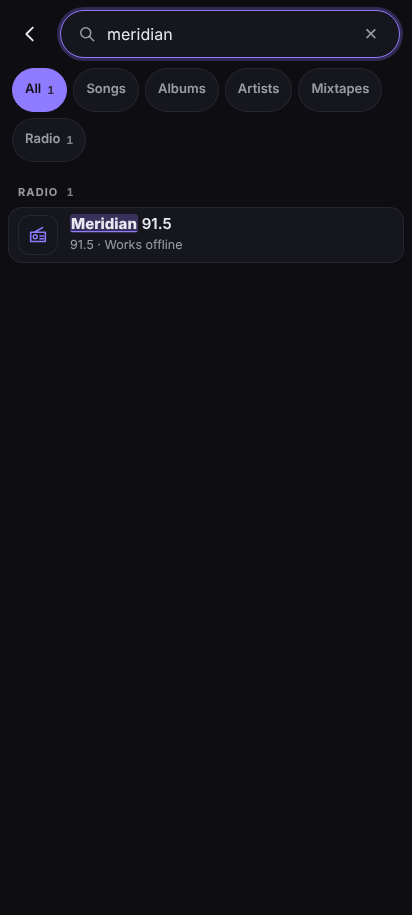 meridian
All 1 Songs Albums Artists Mixtapes
Radio 1
RADIO 1
Meridian 91.5
91.5 · Works offline